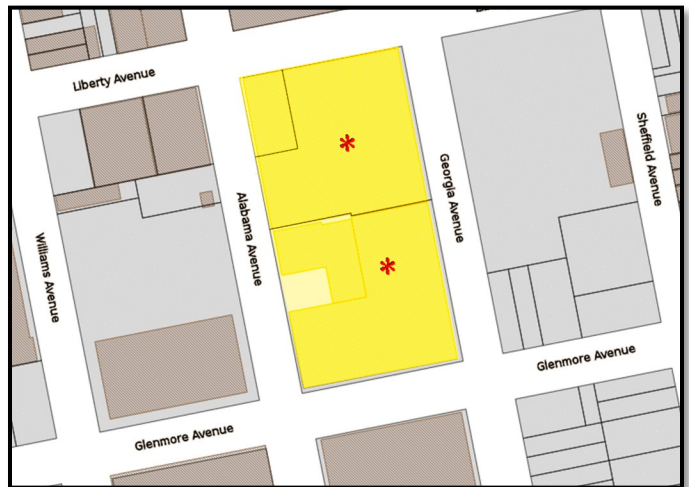 Liberty Avenue
Williams Avenue
Alabama Avenue
*
*
Georgia Avenue
Sheffield Avenue
Glenmore Avenue
Glenmore Avenue